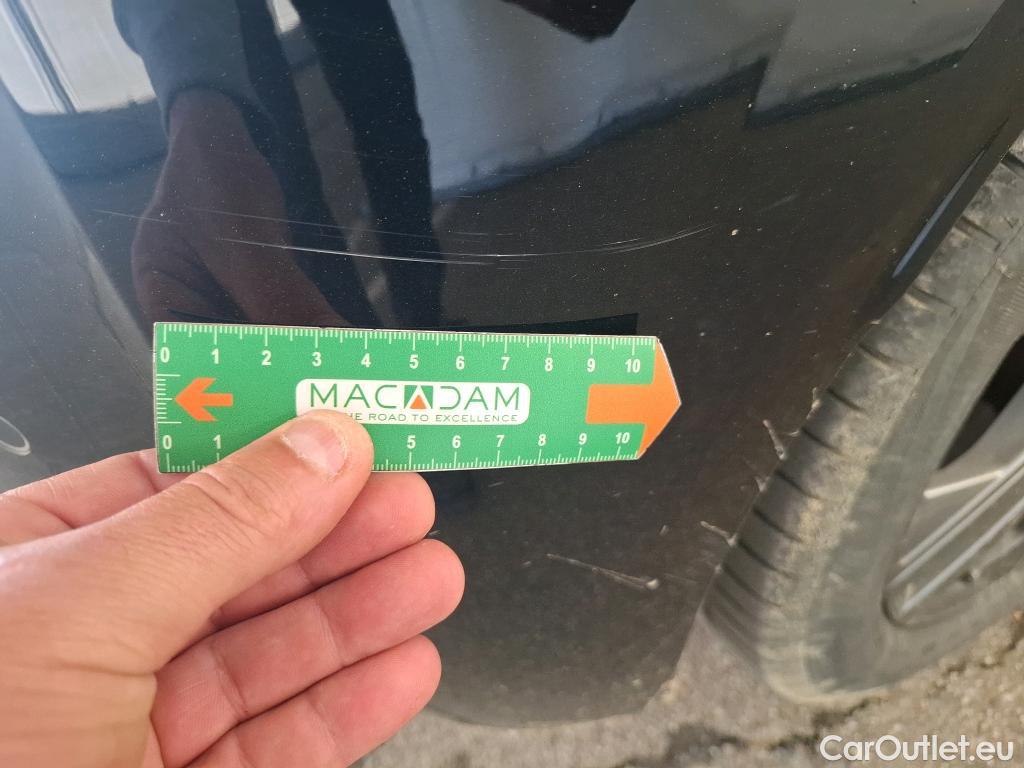 0 1 2 3 4 5 6 7 8 9 10
MACADAM
HE ROAD TO EXCELLENCE
0 1 5 6 7 8 9 10
CarOutlet.eu